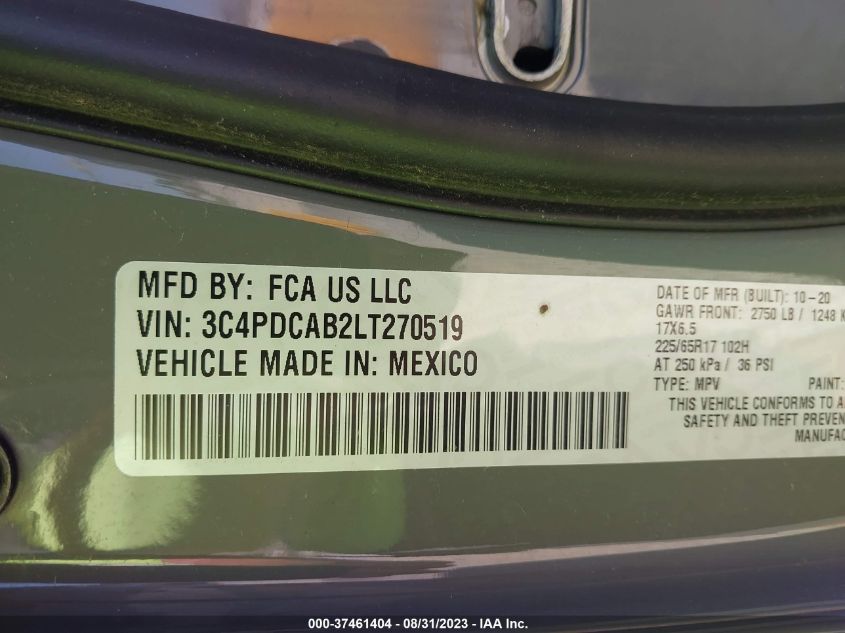 MFD BY: FCA US LLC
VIN: 3C4PDCAB2LT270519
VEHICLE MADE IN: MEXICO
DATE OF MFR (BUILT): 10-20
GAWR FRONT: 2750 LB / 1248 K
17X6.5
225/65R17 102H
AT 250 kPa / 36 PSI
TYPE: MPV PAINT:
THIS VEHICLE CONFORMS TO A
SAFETY AND THEFT PREVEN
MANUFAC
000-37461404 - 08/31/2023 - IAA Inc.